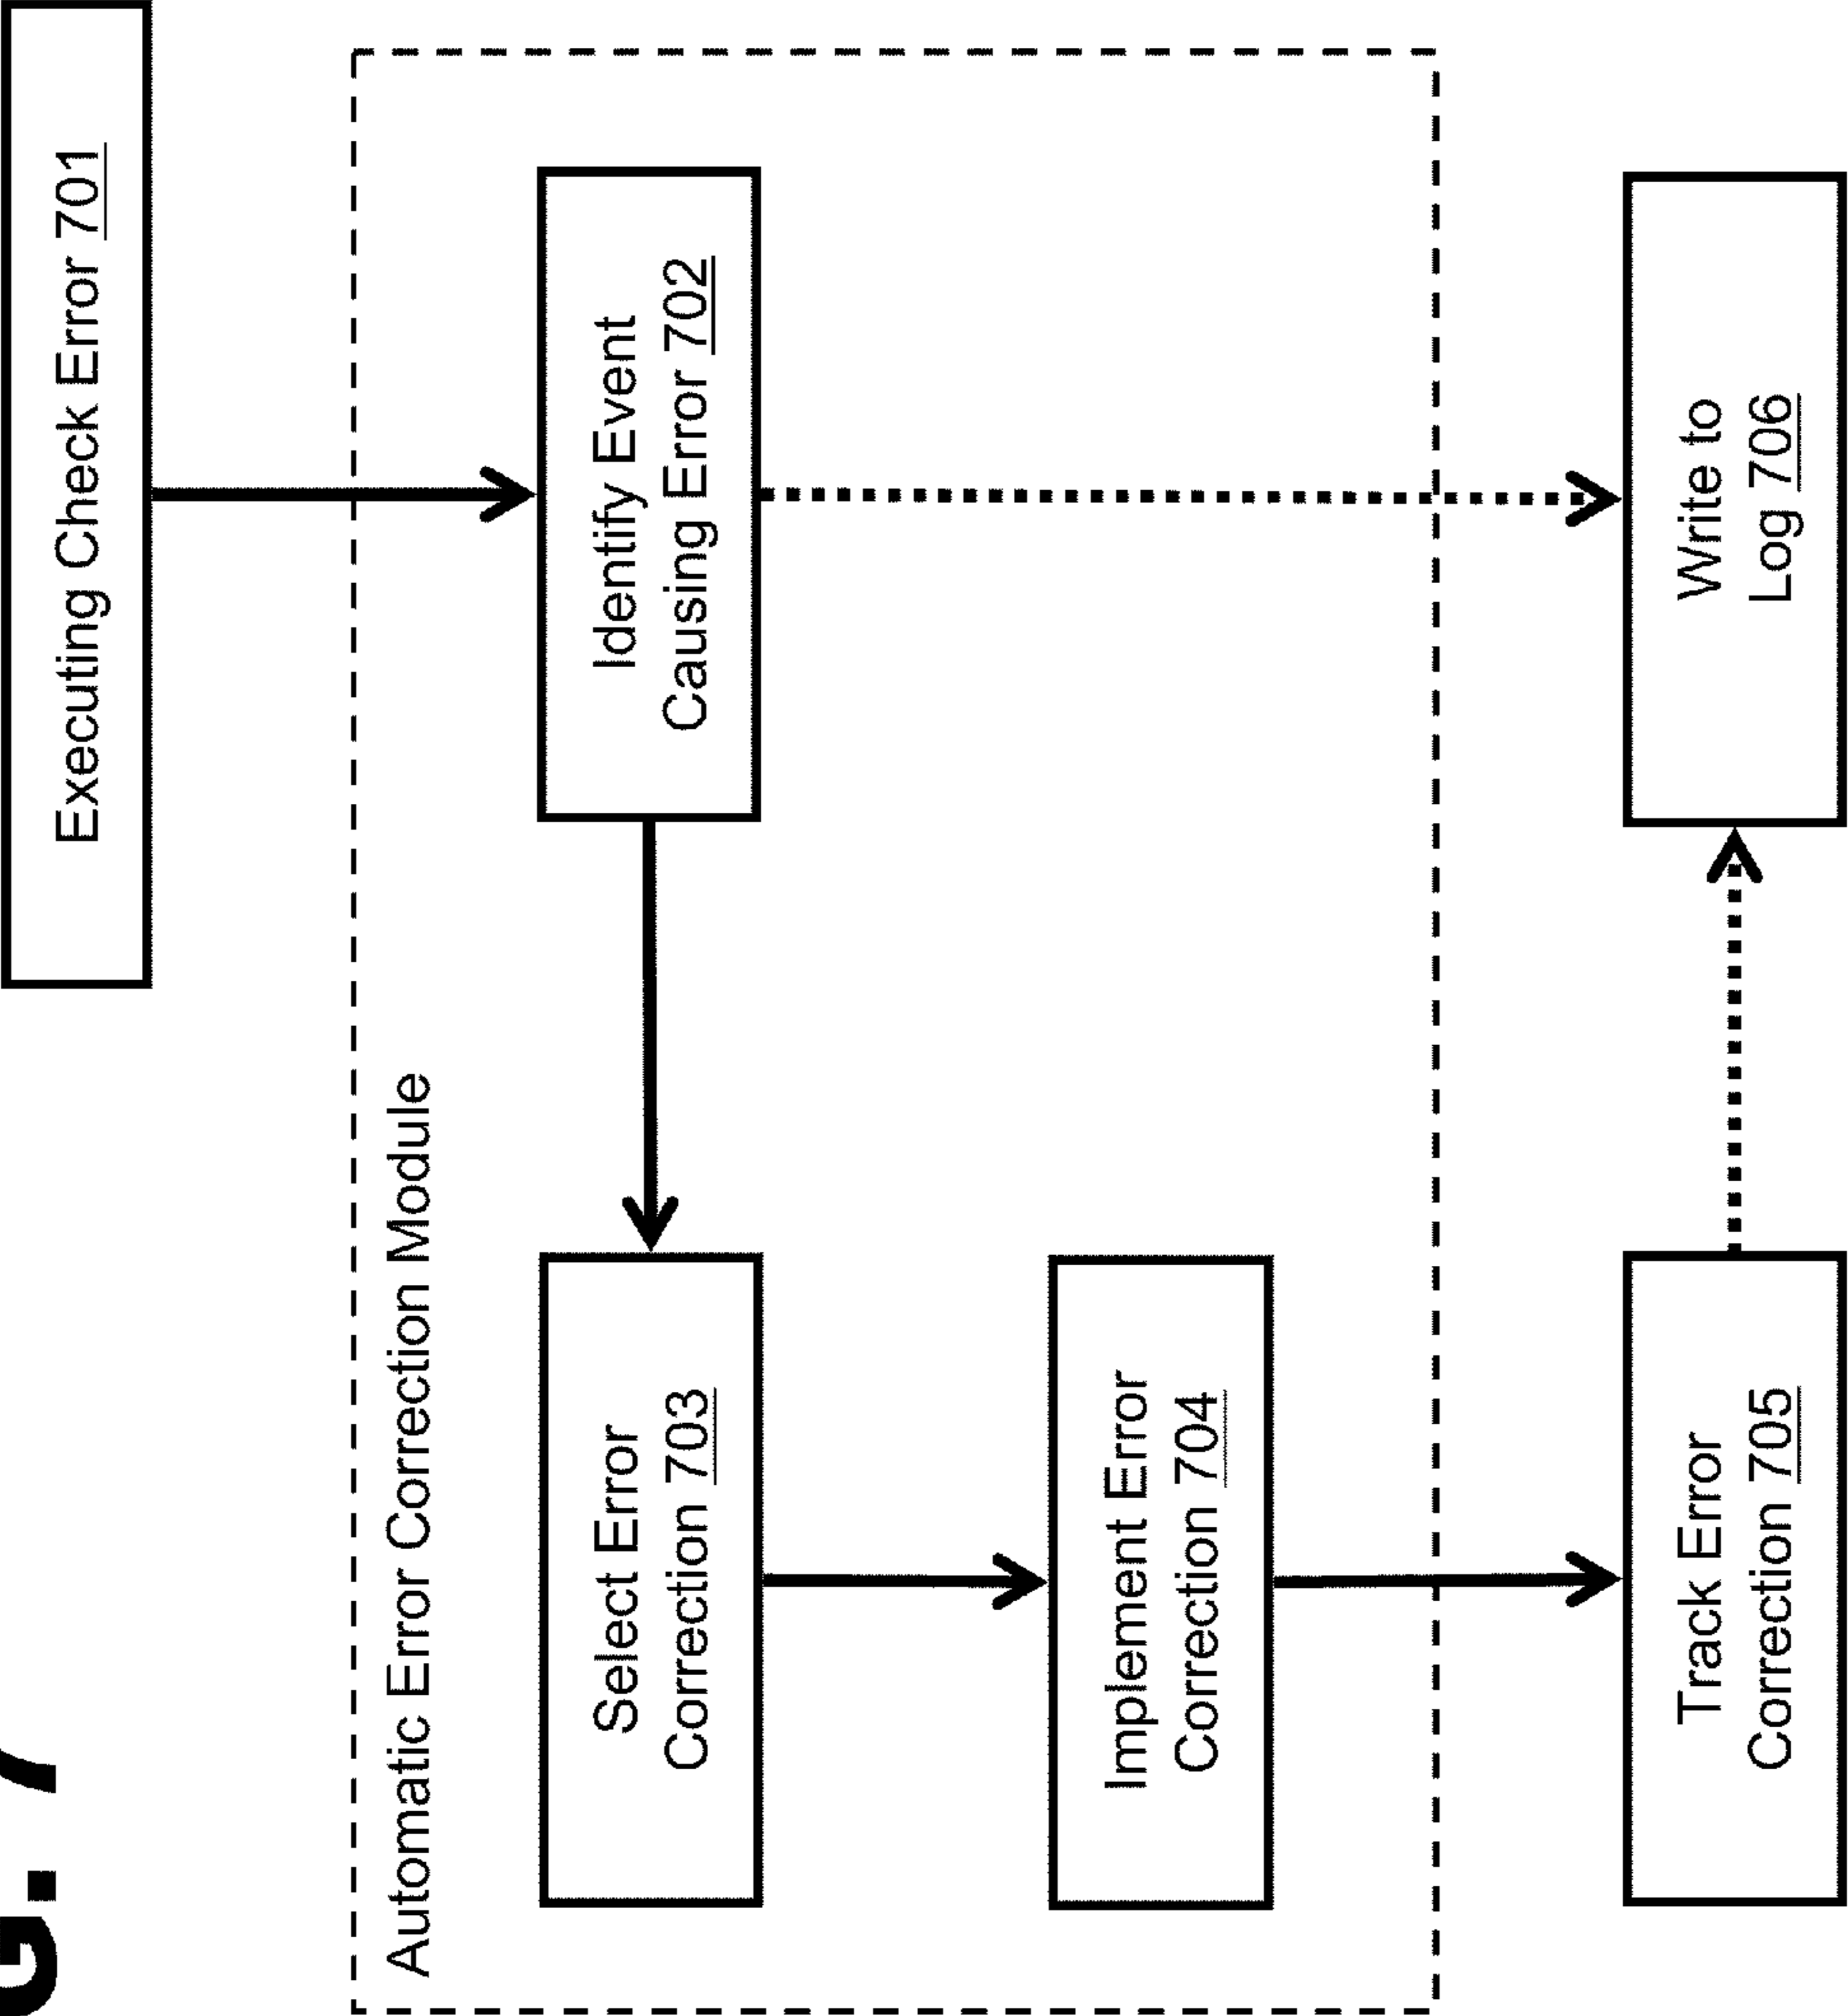 G. 7
Executing Check Error 701
Automatic Error Correction Module
Identify Event
Causing Error 702
Select Error
Correction 703
Implement Error
Correction 704
Track Error
Correction 705
Write to
Log 706